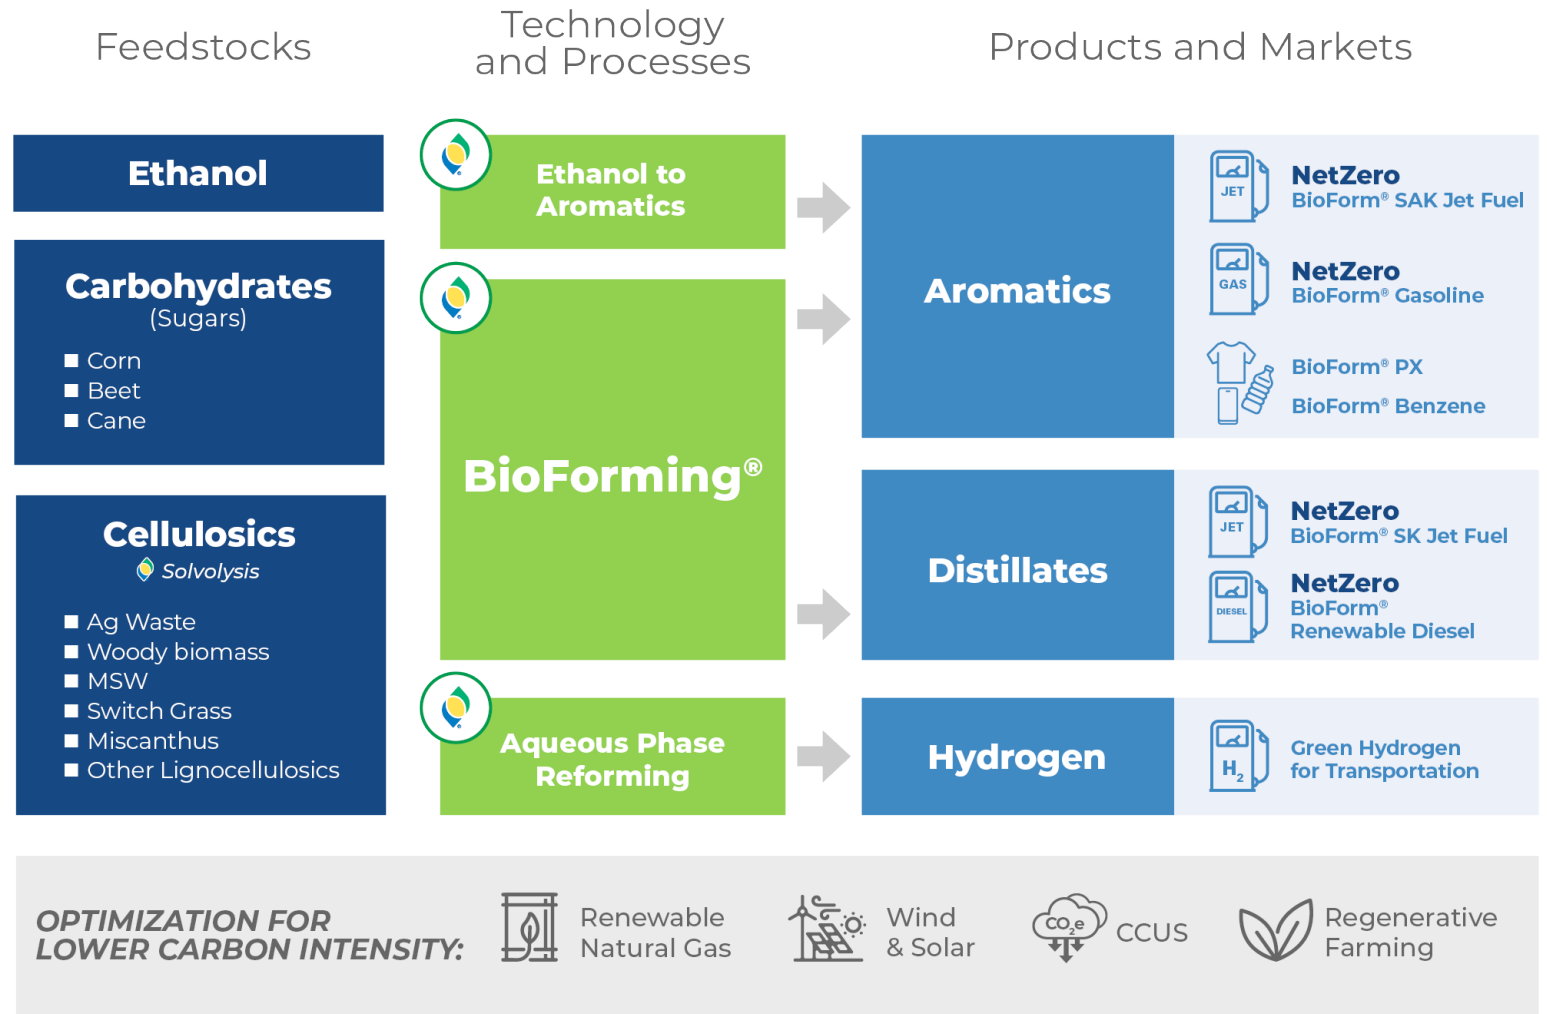 Feedstocks
Technology
and Processes
Products and Markets
Ethanol
Carbohydrates
(Sugars)
Corn
Beet
Cane
Cellulosics
Solvolysis
Ag Waste
Woody biomass
MSW
Switch Grass
Miscanthus
Other Lignocellulosics
Ethanol to
Aromatics
BioForming®
Aqueous Phase
Reforming
Aromatics
JET
NetZero
BioForm® SAK Jet Fuel
GAS
NetZero
BioForm® Gasoline
BioForm® PX
BioForm® Benzene
Distillates
JET
NetZero
BioForm® SK Jet Fuel
DIESEL
NetZero
BioForm®
Renewable Diesel
Hydrogen
H2
Green Hydrogen
for Transportation
OPTIMIZATION FOR
LOWER CARBON INTENSITY:
Renewable
Natural Gas
Wind
& Solar
CO2e
CCUS
Regenerative
Farming